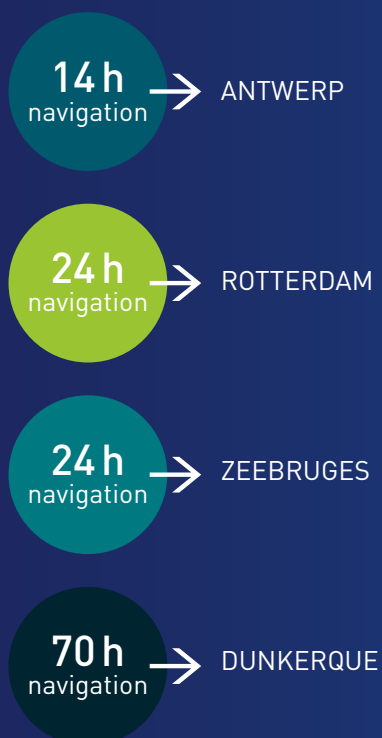 14 h
navigation
ANTWERP
24 h
navigation
ROTTERDAM
24 h
navigation
ZEEBRUGES
70 h
navigation
DUNKERQUE